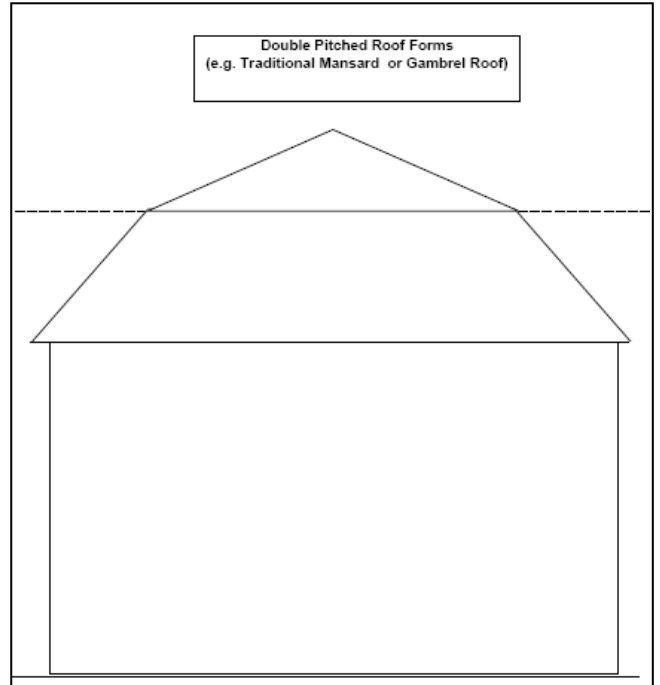 Double Pitched Roof Forms
(e.g. Traditional Mansard or Gambrel Roof)